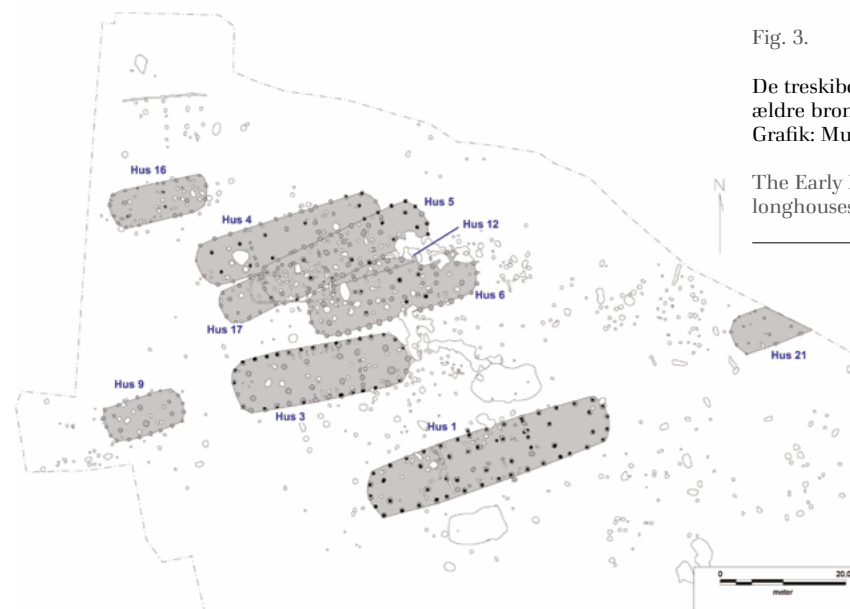 Fig. 3.
De treskibe
ældre bron
Grafik: Mu
The Early
longhouses
N
Hus 16
Hus 5
Hus 4
Hus 12
Hus 6
Hus 17
Hus 21
Hus 9
Hus 3
Hus 1
0
20,0
meter